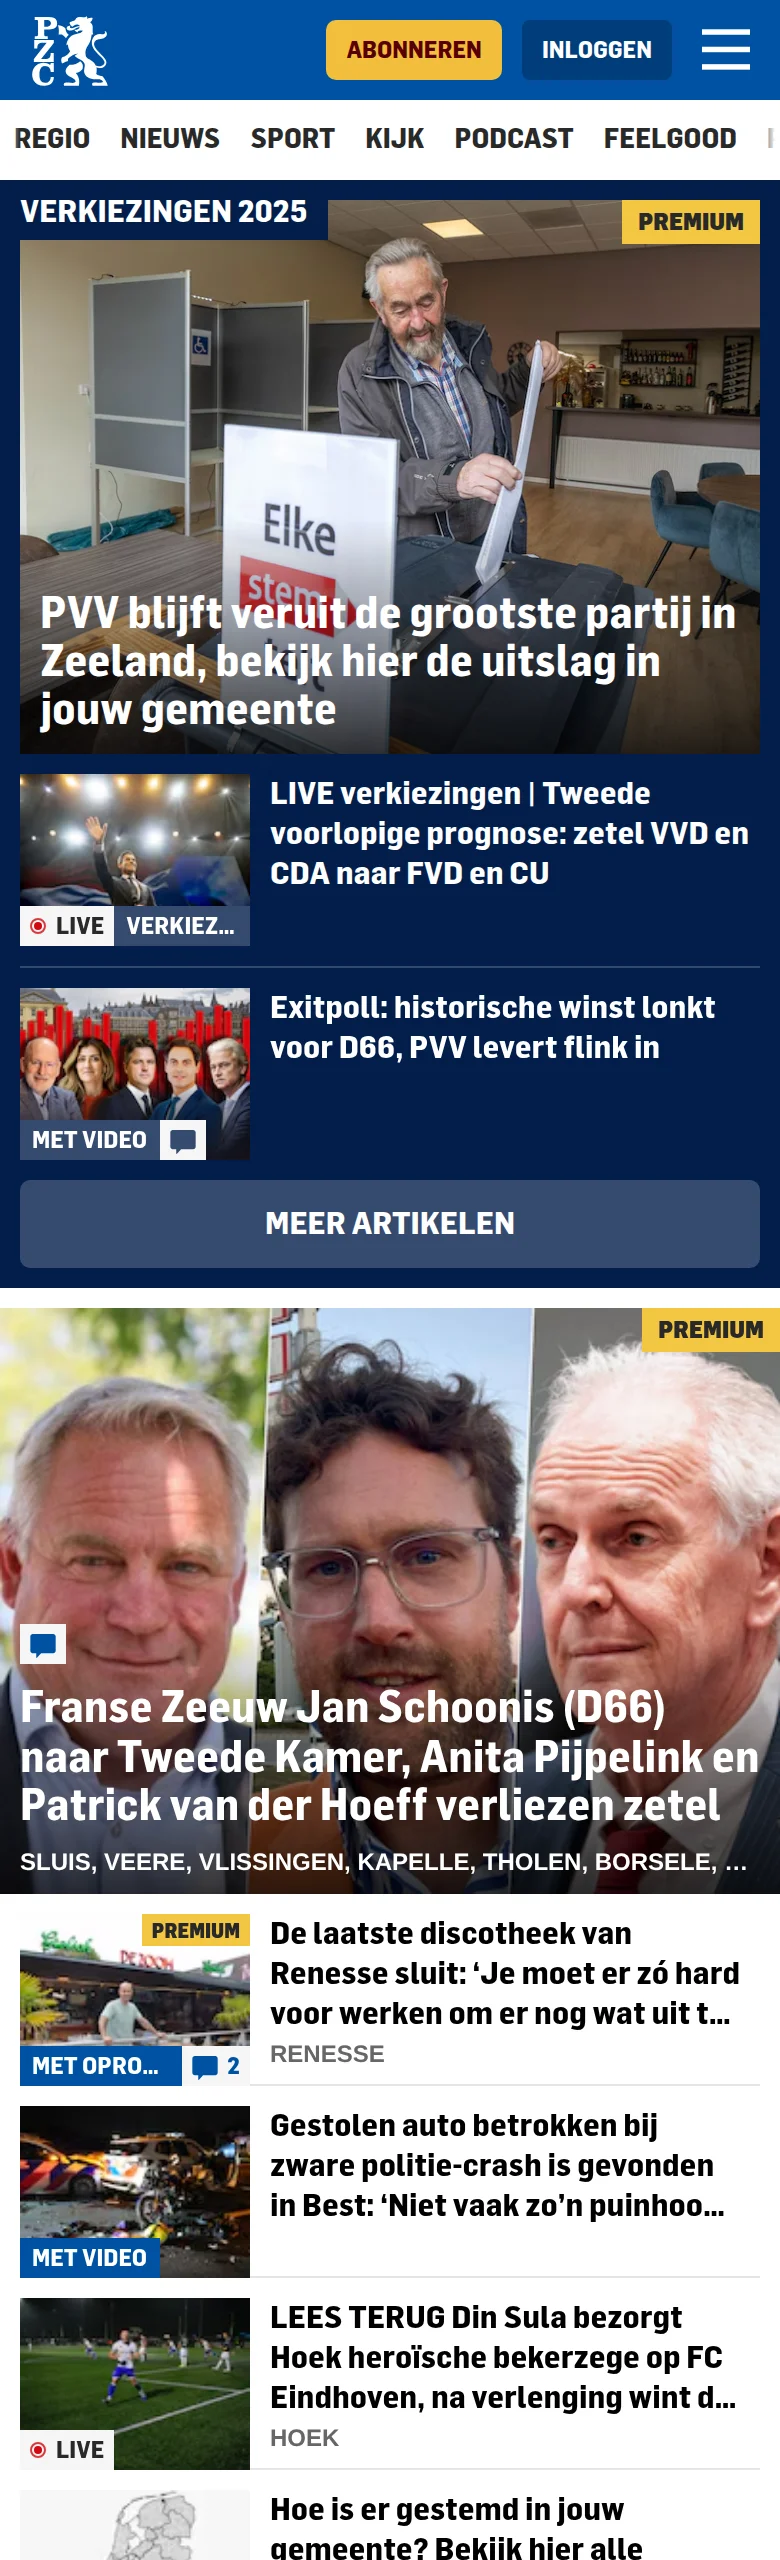 PZC
ABONNEREN
INLOGGEN
REGIO NIEUWS SPORT KIJK PODCAST FEELGOOD
VERKIEZINGEN 2025
PREMIUM
Elke
stem
PVV blijft veruit de grootste partij in
Zeeland, bekijk hier de uitslag in
jouw gemeente
LIVE verkiezingen | Tweede
voorlopige prognose: zetel VVD en
CDA naar FVD en CU
LIVE VERKIEZ...
Exitpoll: historische winst lonkt
voor D66, PVV levert flink in
MET VIDEO
MEER ARTIKELEN
PREMIUM
Franse Zeeuw Jan Schoonis (D66)
naar Tweede Kamer, Anita Pijpelink en
Patrick van der Hoeff verliezen zetel
SLUIS, VEERE, VLISSINGEN, KAPELLE, THOLEN, BORSELE, ...
PREMIUM
Grolsch
DE ZOOM
MET OPRO... 2
De laatste discotheek van
Renesse sluit: ‘Je moet er zó hard
voor werken om er nog wat uit t...
RENESSE
Gestolen auto betrokken bij
zware politie-crash is gevonden
in Best: ‘Niet vaak zo’n puinhoo...
MET VIDEO
LEES TERUG Din Sula bezorgt
Hoek heroïsche bekerzege op FC
Eindhoven, na verlenging wint d...
HOEK
LIVE
Hoe is er gestemd in jouw
gemeente? Bekijk hier alle